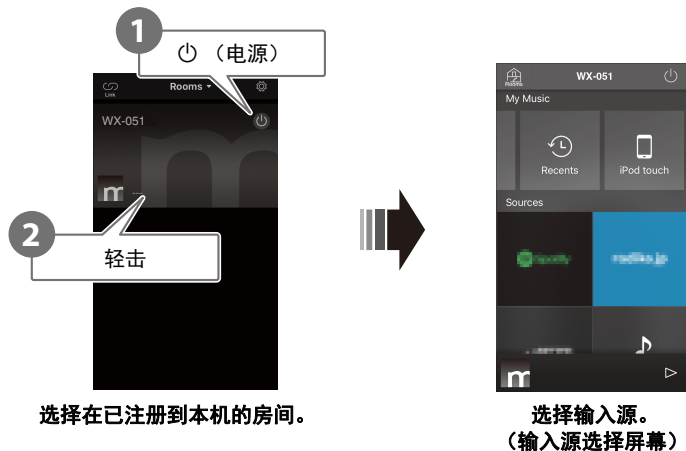 1
⏻ （电源）
Link
Rooms
WX-051
m
2
轻击
选择在已注册到本机的房间。
Rooms
WX-051
My Music
Recents
iPod touch
Sources
m
选择输入源。
（输入源选择屏幕）